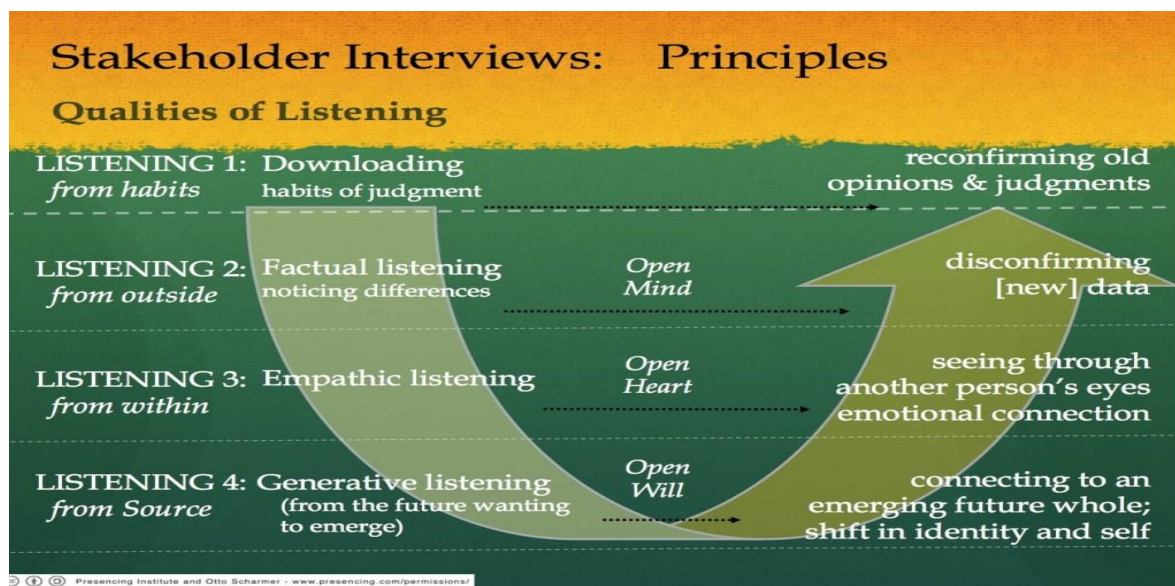 Stakeholder Interviews: Principles
Qualities of Listening
LISTENING 1: Downloading
from habits
habits of judgment
reconfirming old
opinions & judgments
LISTENING 2: Factual listening
from outside
noticing differences
Open
Mind
disconfirming
[new] data
LISTENING 3: Empathic listening
from within
Open
Heart
seeing through
another person's eyes
emotional connection
LISTENING 4: Generative listening
from Source
(from the future wanting
to emerge)
Open
Will
connecting to an
emerging future whole;
shift in identity and self
Presencing Institute and Otto Scharmer - www.presencing.com/permissions/